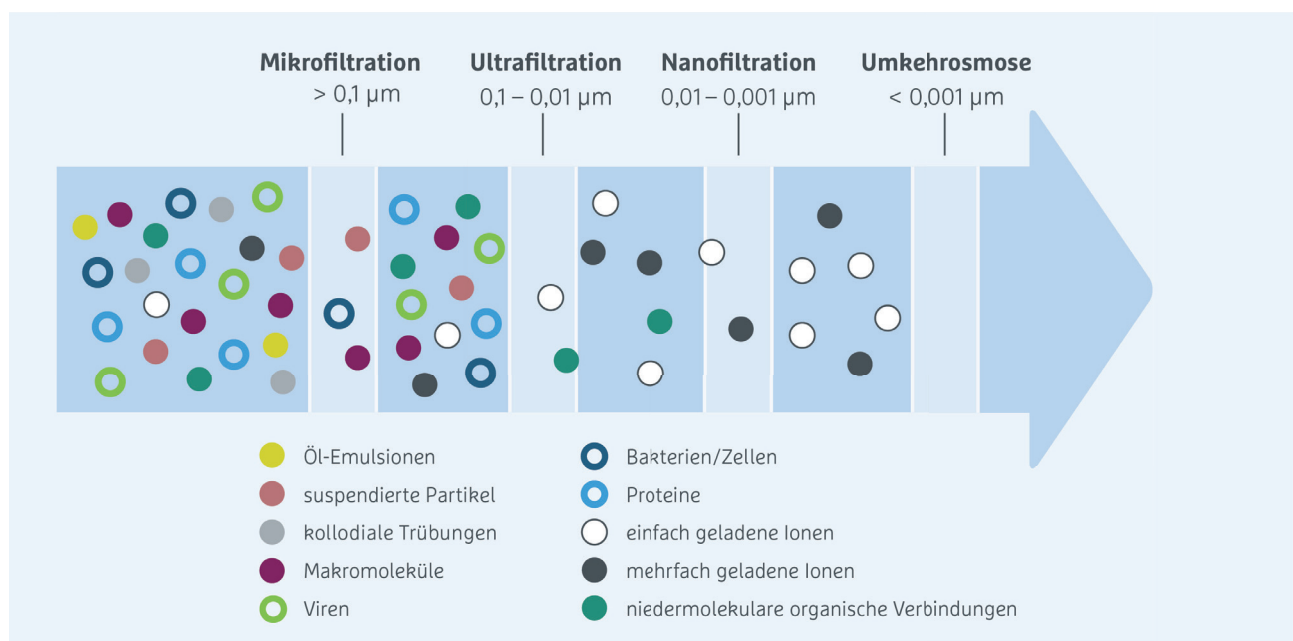 Mikrofiltration
> 0,1 µm
Ultrafiltration
0,1 – 0,01 µm
Nanofiltration
0,01 – 0,001 µm
Umkehrosmose
< 0,001 µm
Öl-Emulsionen
suspendierte Partikel
kollodiale Trübungen
Makromoleküle
Viren
Bakterien/Zellen
Proteine
einfach geladene Ionen
mehrfach geladene Ionen
niedermolekulare organische Verbindungen